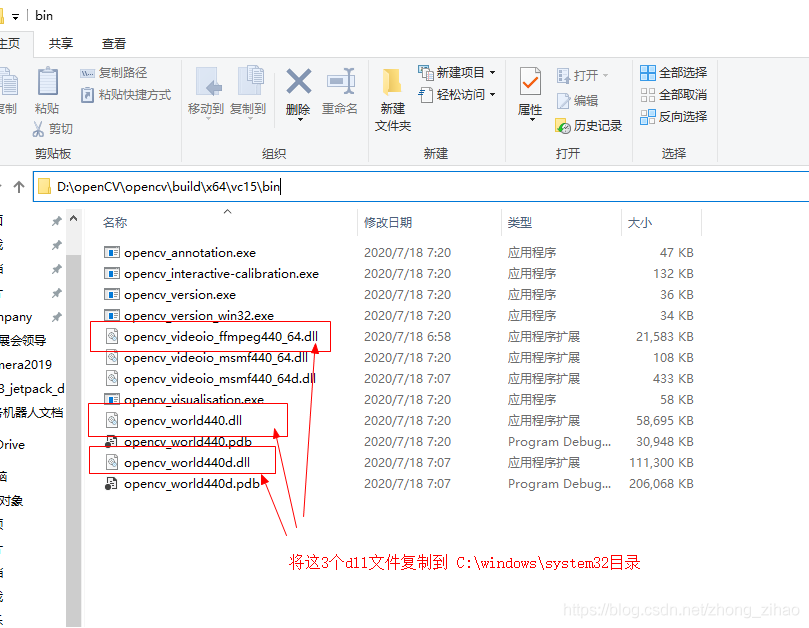 bin
主页 共享 查看
复制 粘贴 复制路径 粘贴快捷方式 剪切
移动到 复制到 删除 重命名
新建 文件夹 新建项目 轻松访问
属性 打开 编辑 历史记录
全部选择 全部取消 反向选择
剪贴板 组织 新建 打开 选择
D:\openCV\opencv\build\x64\vc15\bin
名称 修改日期 类型 大小
opencv_annotation.exe 2020/7/18 7:20 应用程序 47 KB
opencv_interactive-calibration.exe 2020/7/18 7:20 应用程序 132 KB
opencv_version.exe 2020/7/18 7:20 应用程序 36 KB
opencv_version_win32.exe 2020/7/18 7:20 应用程序 34 KB
opencv_videoio_ffmpeg440_64.dll 2020/7/18 6:58 应用程序扩展 21,583 KB
opencv_videoio_msmf440_64.dll 2020/7/18 7:20 应用程序扩展 108 KB
opencv_videoio_msmf440_64d.dll 2020/7/18 7:07 应用程序扩展 433 KB
opencv_visualisation.exe 2020/7/18 7:20 应用程序 58 KB
opencv_world440.dll 2020/7/18 7:20 应用程序扩展 58,695 KB
opencv_world440.pdb 2020/7/18 7:20 Program Debug... 30,948 KB
opencv_world440d.dll 2020/7/18 7:07 应用程序扩展 111,300 KB
opencv_world440d.pdb 2020/7/18 7:07 Program Debug... 206,068 KB
mpany
展会领导
mera2019
3_jetpack_d
机器人文档
Drive
对象
将这3个dll文件复制到 C:\windows\system32目录
https://blog.csdn.net/zhong_zihao